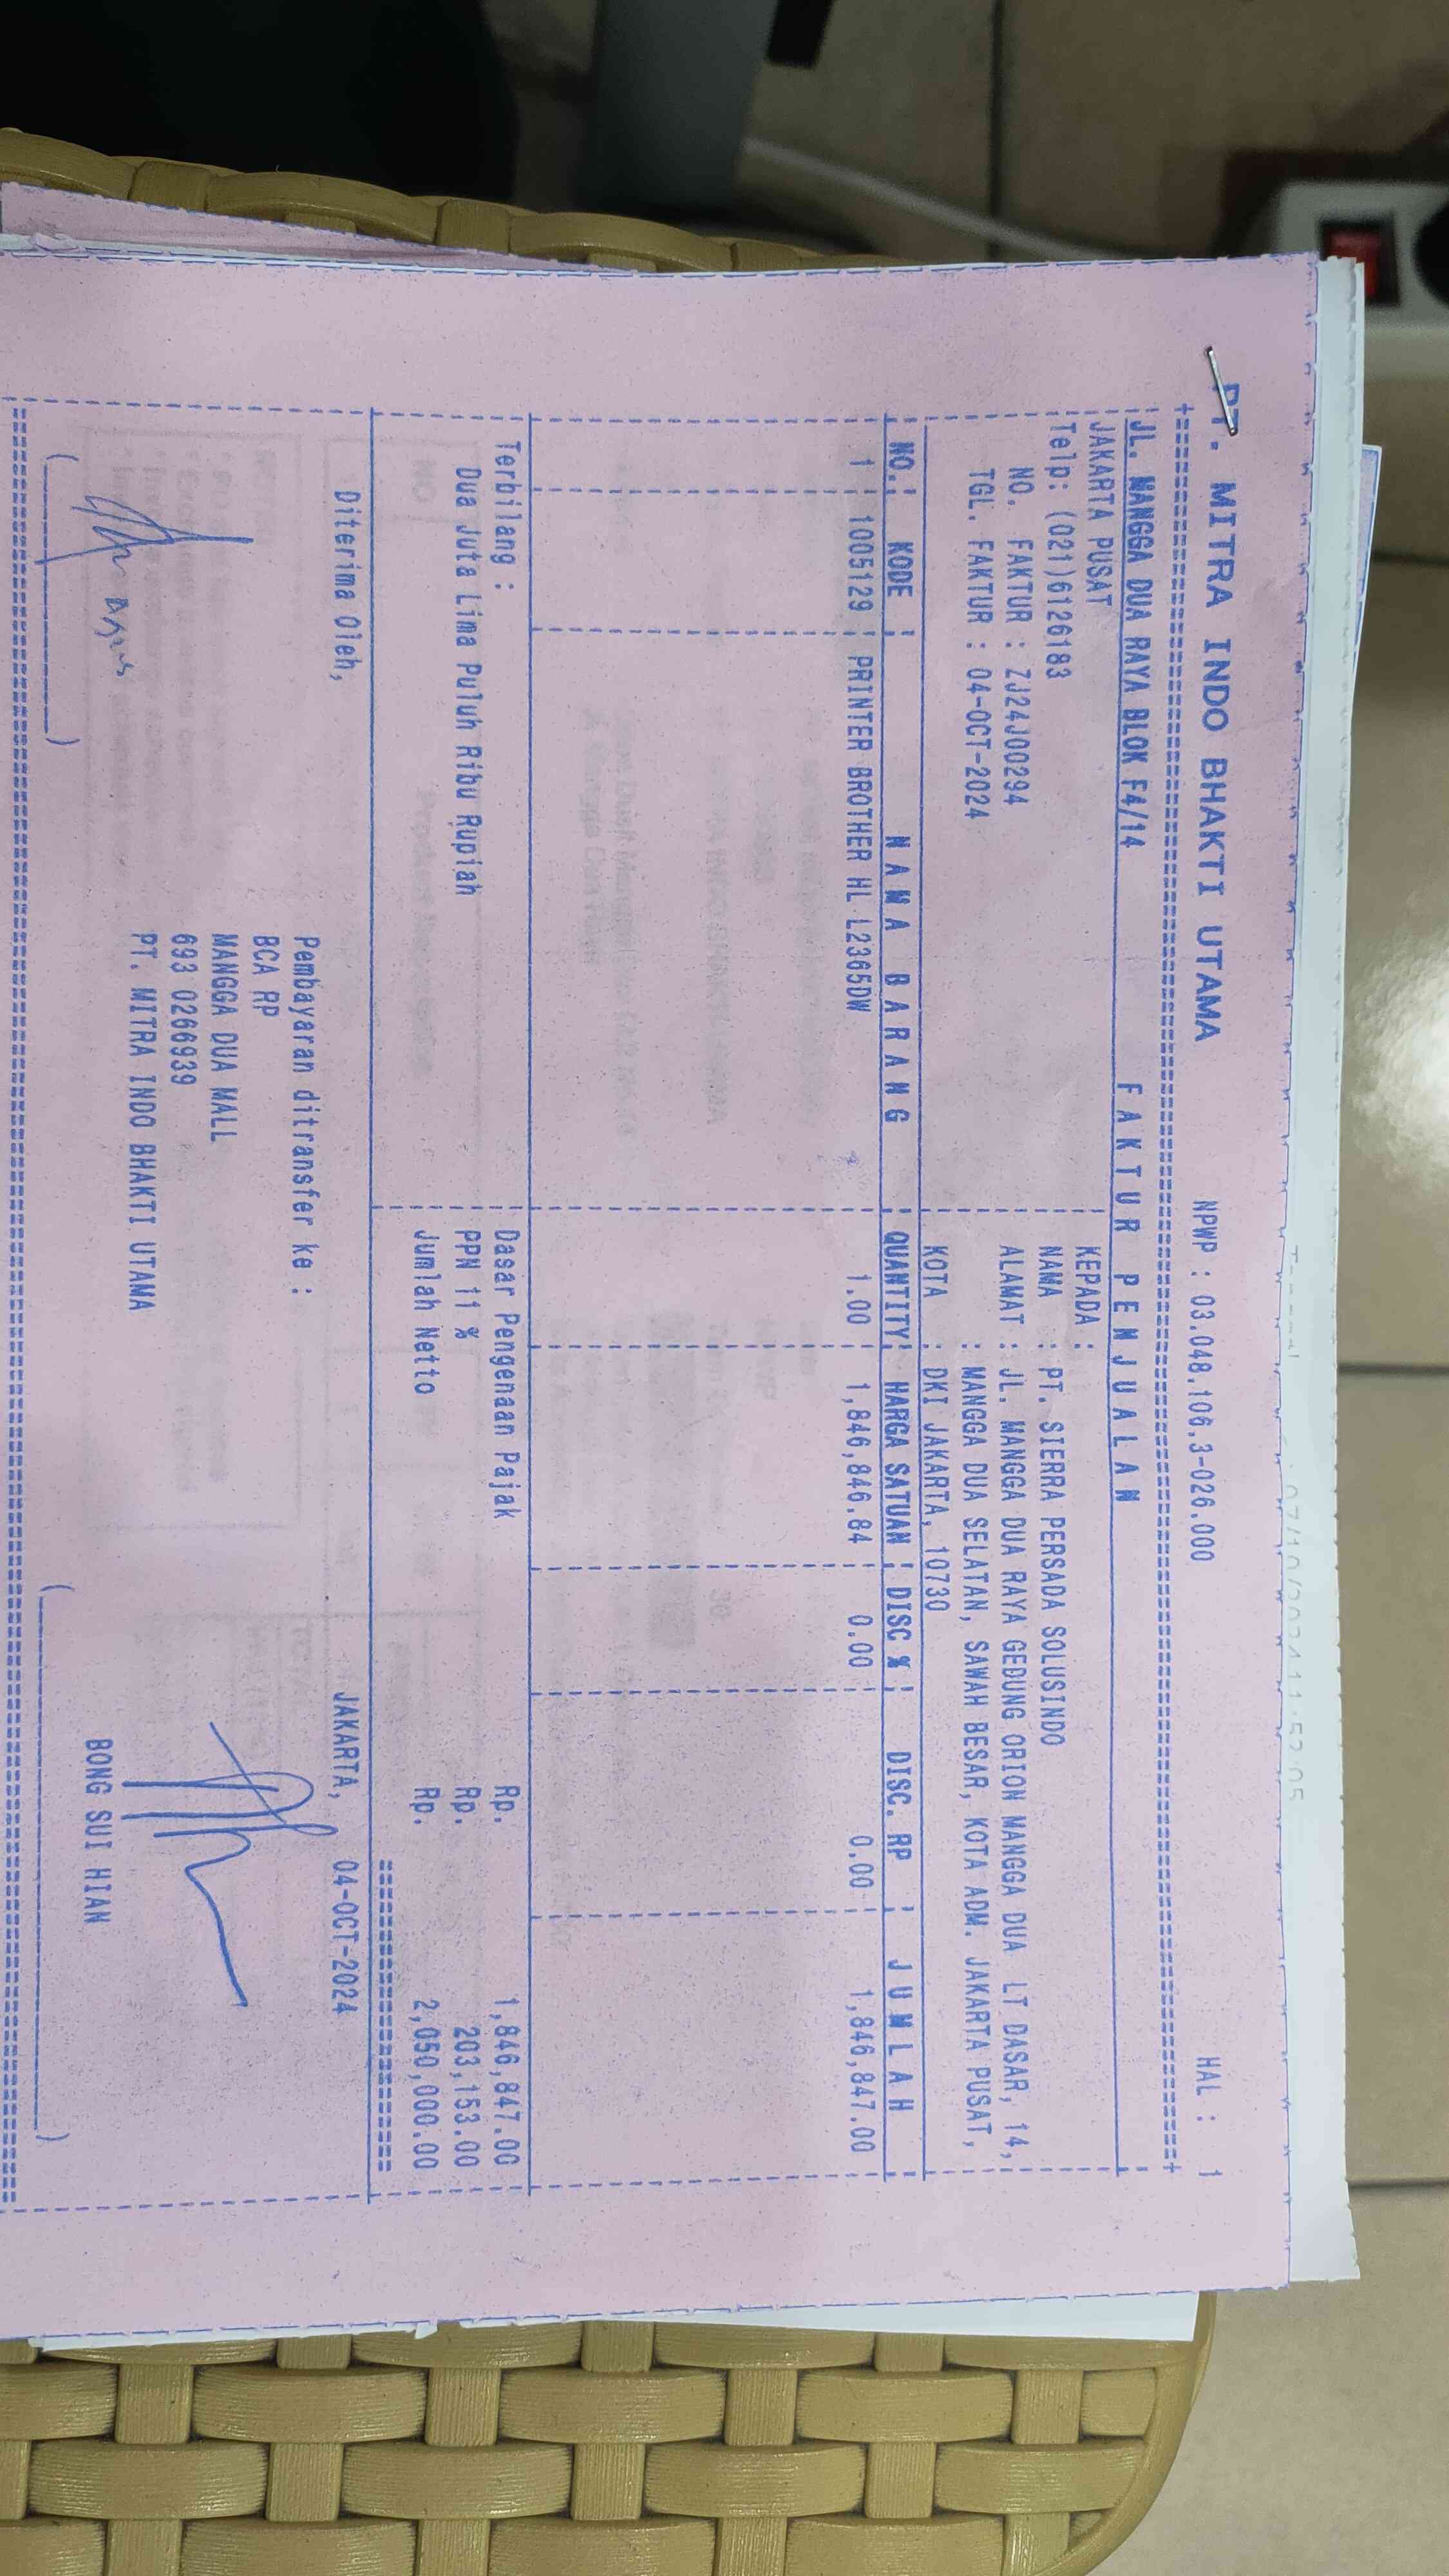 PT. MITRA INDO BHAKTI UTAMA NPWP : 03.048.106.3-026.000 HAL : 1
JL. MANGGA DUA RAYA BLOK F4/14 FAKTUR PENJUALAN
JAKARTA PUSAT KEPADA :
Telp: (021)6126183 NAMA : PT. SIERRA PERSADA SOLUSINDO
NO. FAKTUR : ZJ24J00294 ALAMAT : JL. MANGGA DUA RAYA GEDUNG ORION MANGGA DUA LT DASAR, 14,
TGL. FAKTUR : 04-OCT-2024 : MANGGA DUA SELATAN, SAWAH BESAR, KOTA ADM. JAKARTA PUSAT,
KOTA : DKI JAKARTA, 10730
NO. KODE NAMA BARANG QUANTITY HARGA SATUAN DISC % DISC. RP JUMLAH
1 1005129 PRINTER BROTHER HL L2365DW 1.00 1,846,846.84 0.00 0.00 1,846,847.00
Terbilang : Dasar Pengenaan Pajak Rp. 1,846,847.00
Dua Juta Lima Puluh Ribu Rupiah PPN 11 % Rp. 203,153.00
Jumlah Netto Rp. 2,050,000.00
Diterima Oleh, JAKARTA, 04-OCT-2024
Pembayaran ditransfer ke :
BCA RP
MANGGA DUA MALL
693 0266939
PT. MITRA INDO BHAKTI UTAMA
BONG SUI HIAN